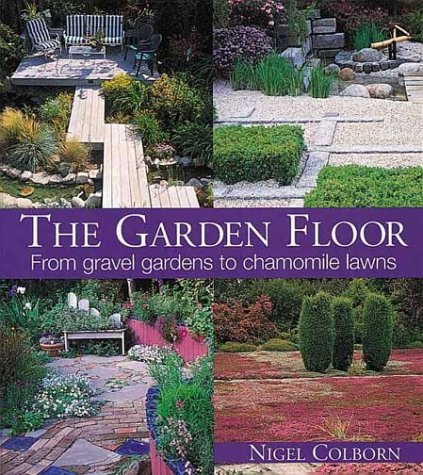 THE GARDEN FLOOR
From gravel gardens to chamomile lawns
NIGEL COLBORN